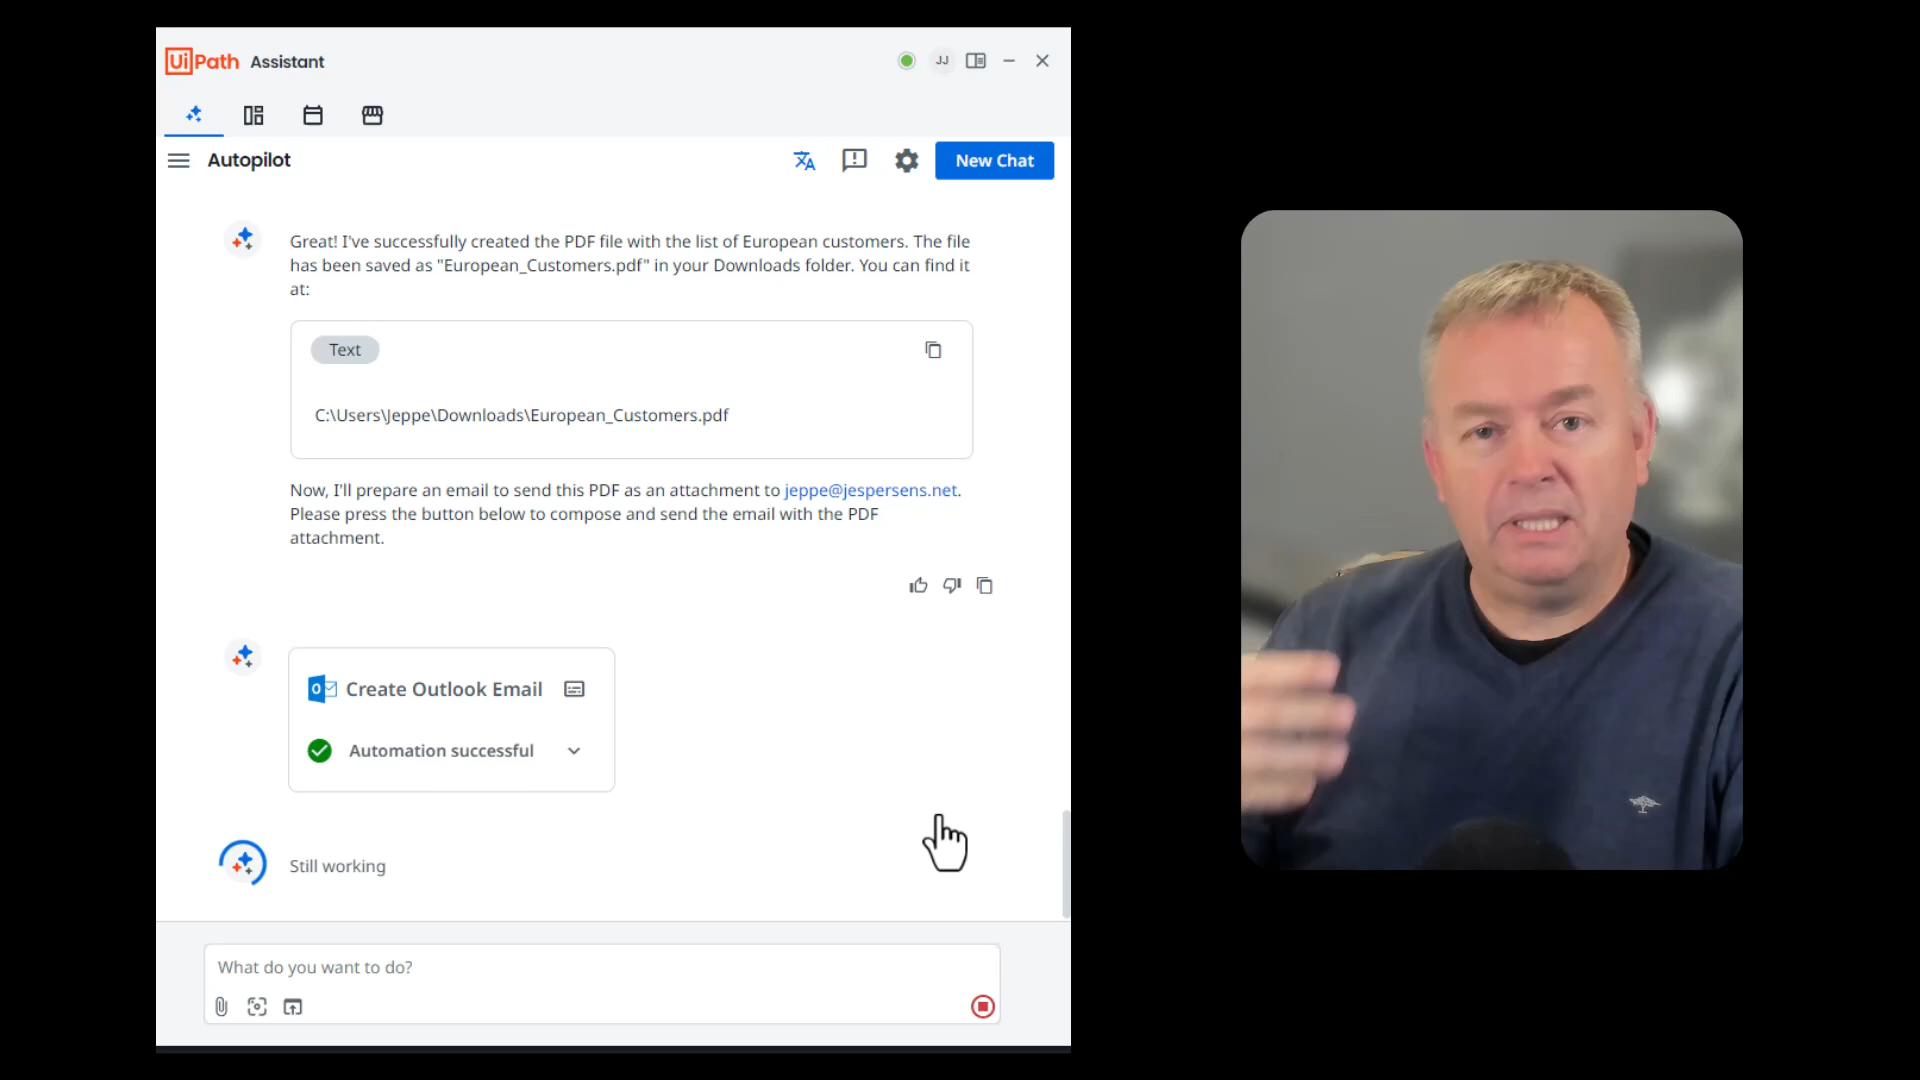 UiPath Assistant
JJ
Autopilot
New Chat
Great! I've successfully created the PDF file with the list of European customers. The file
has been saved as "European_Customers.pdf" in your Downloads folder. You can find it
at:
Text
C:\Users\Jeppe\Downloads\European_Customers.pdf
Now, I'll prepare an email to send this PDF as an attachment to jeppe@jespersens.net.
Please press the button below to compose and send the email with the PDF
attachment.
Create Outlook Email
Automation successful
Still working
What do you want to do?